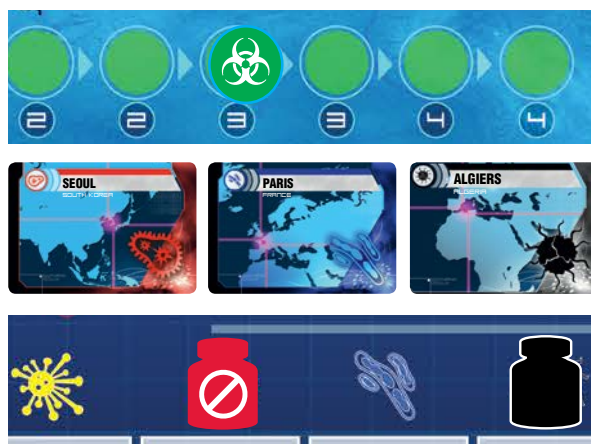 2 2 3 3 4 4
SEOUL
SOUTH KOREA
PARIS
FRANCE
ALGIERS
ALGERIA